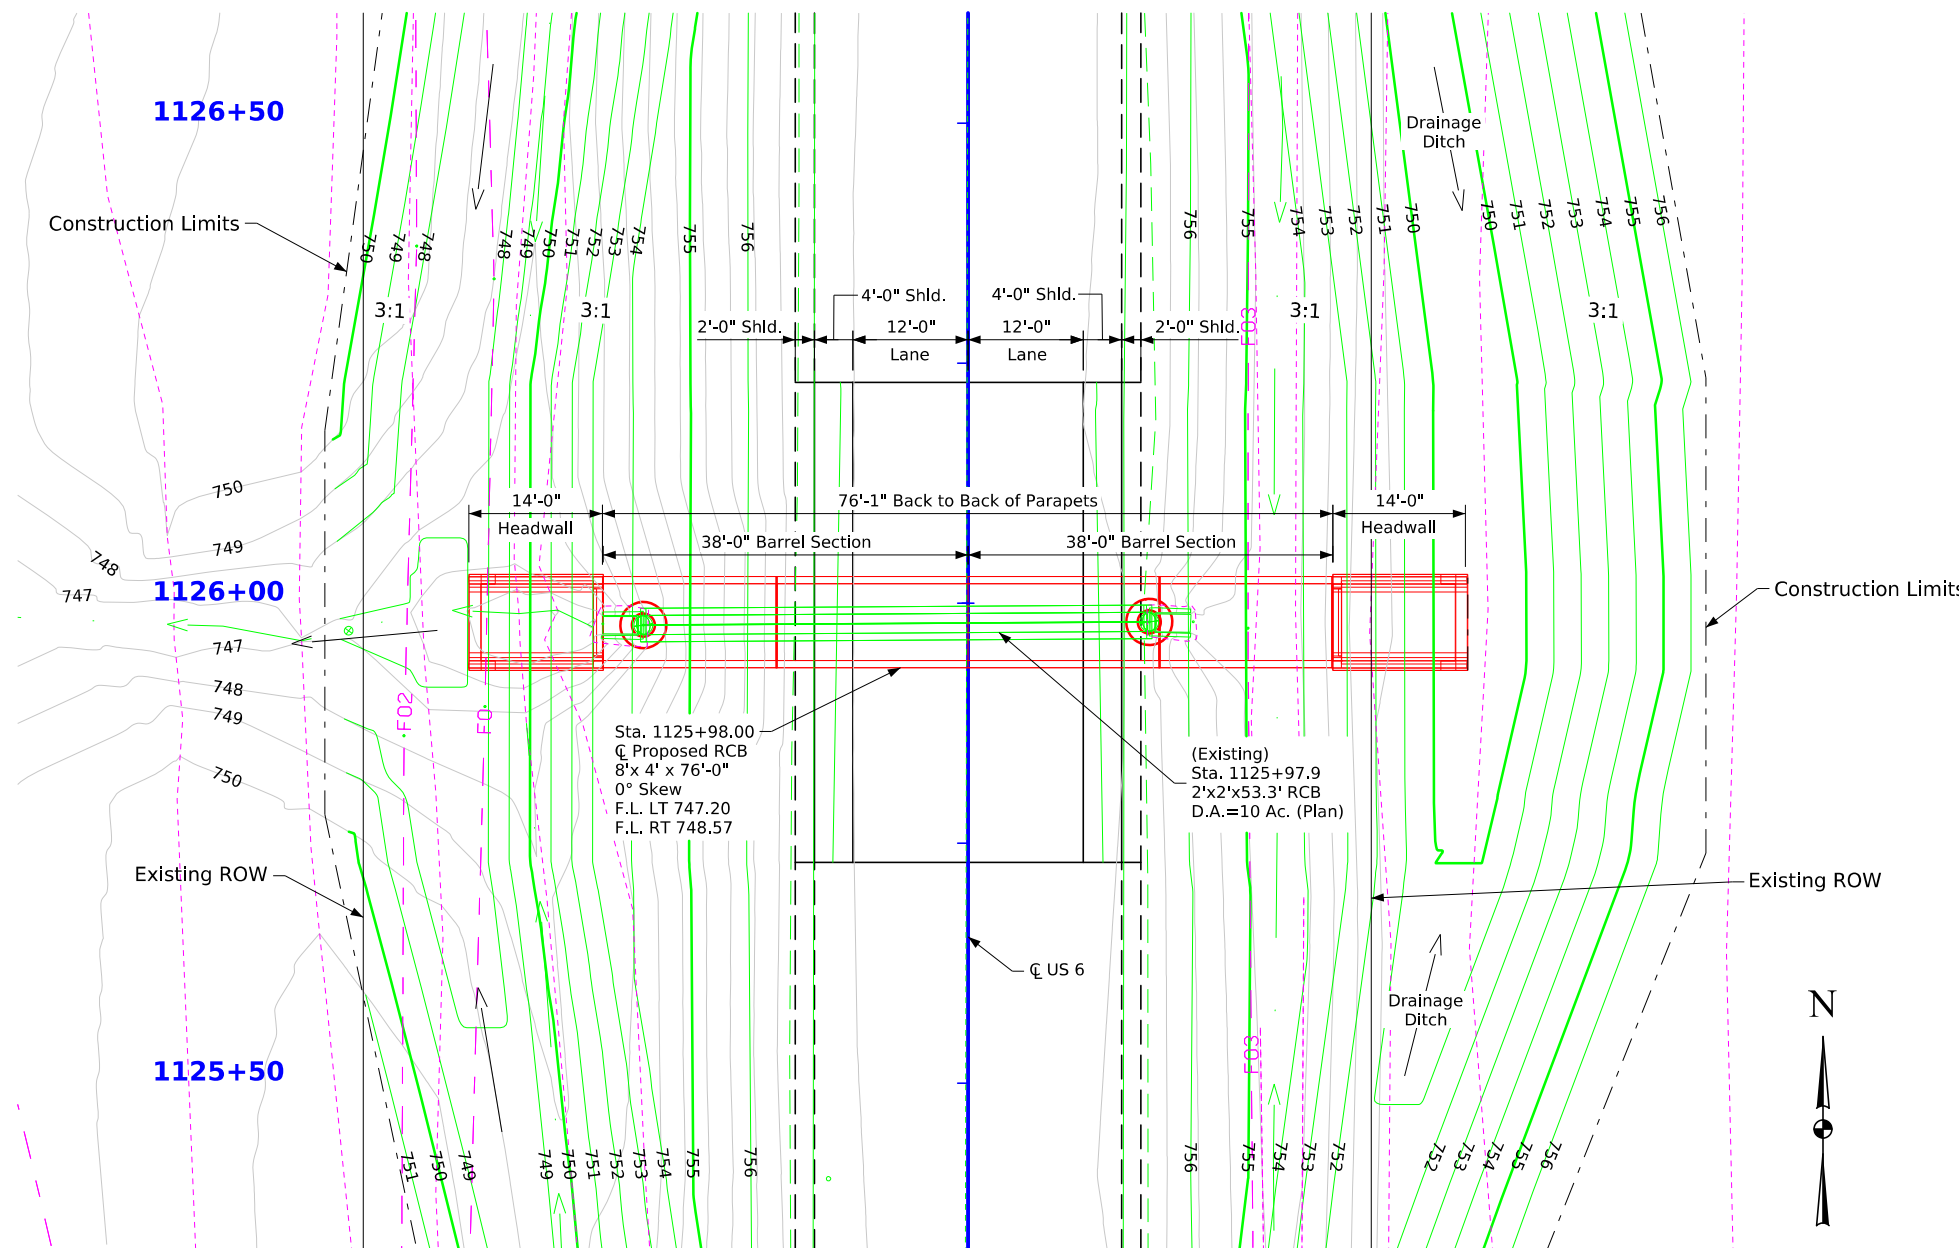 1126+50
Drainage
Ditch
Construction Limits
750
749
748
748
749
750
751
752
753
754
755
756
756
755
754
753
752
751
750
750
751
752
753
754
755
756
3:1
3:1
3:1
3:1
4'-0" Shld.
4'-0" Shld.
2'-0" Shld.
12'-0"
12'-0"
2'-0" Shld.
Lane
Lane
FO3
750
749
748
747
14'-0"
76'-1" Back to Back of Parapets
14'-0"
Headwall
Headwall
38'-0" Barrel Section
38'-0" Barrel Section
1126+00
Construction Limits
747
748
749
750
FO2
FO
Sta. 1125+98.00
℄ Proposed RCB
8'x 4' x 76'-0"
0° Skew
F.L. LT 747.20
F.L. RT 748.57
(Existing)
Sta. 1125+97.9
2'x2'x53.3' RCB
D.A.=10 Ac. (Plan)
Existing ROW
Existing ROW
℄ US 6
Drainage
Ditch
N
FO3
1125+50
751
750
749
749
750
751
752
753
754
755
756
756
755
754
753
752
752
753
754
755
756